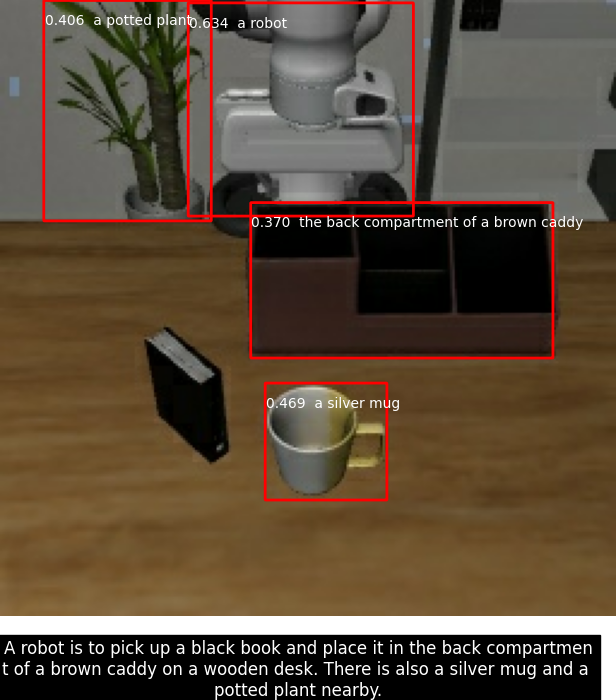 0.406  a potted plant
0.634  a robot
0.370  the back compartment of a brown caddy
0.469  a silver mug
A robot is to pick up a black book and place it in the back compartmen
t of a brown caddy on a wooden desk. There is also a silver mug and a
potted plant nearby.